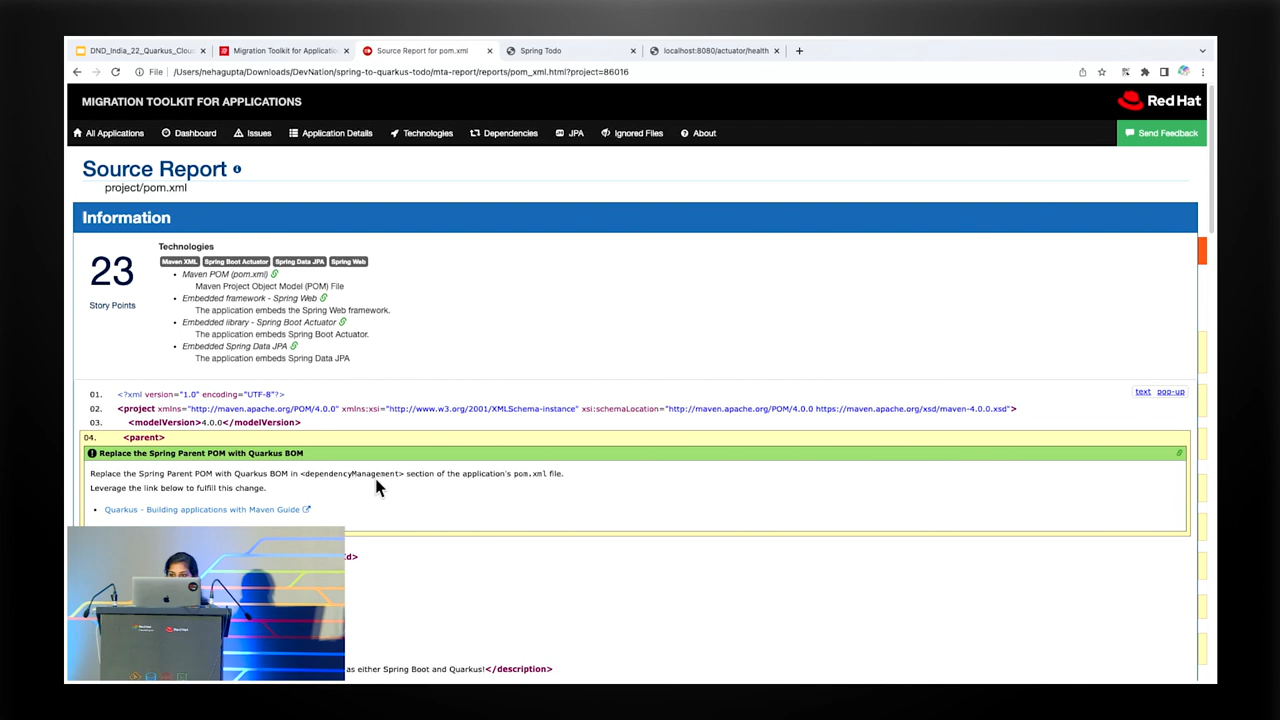 DND_India_22_Quarkus_Clou
Migration Toolkit for Applicatio
Source Report for pom.xml
Spring Todo
localhost:8080/actuator/health
File
/Users/nehagupta/Downloads/DevNation/spring-to-quarkus-todo/mta-report/reports/pom_xml.html?project=86016
MIGRATION TOOLKIT FOR APPLICATIONS
Red Hat
All Applications
Dashboard
Issues
Application Details
Technologies
Dependencies
JPA
Ignored Files
About
Send Feedback
Source Report
project/pom.xml
Information
23
Story Points
Technologies
Maven XML Spring Boot Actuator Spring Data JPA Spring Web
Maven POM (pom.xml)
Maven Project Object Model (POM) File
Embedded framework - Spring Web
The application embeds the Spring Web framework.
Embedded library - Spring Boot Actuator
The application embeds Spring Boot Actuator.
Embedded Spring Data JPA
The application embeds Spring Data JPA
text pop-up
01. <?xml version="1.0" encoding="UTF-8"?>
02. <project xmlns="http://maven.apache.org/POM/4.0.0" xmlns:xsi="http://www.w3.org/2001/XMLSchema-instance" xsi:schemaLocation="http://maven.apache.org/POM/4.0.0 https://maven.apache.org/xsd/maven-4.0.0.xsd">
03. <modelVersion>4.0.0</modelVersion>
04. <parent>
Replace the Spring Parent POM with Quarkus BOM
Replace the Spring Parent POM with Quarkus BOM in <dependencyManagement> section of the application's pom.xml file.
Leverage the link below to fulfill this change.
Quarkus - Building applications with Maven Guide
Id>
as either Spring Boot and Quarkus!</description>
Red Hat